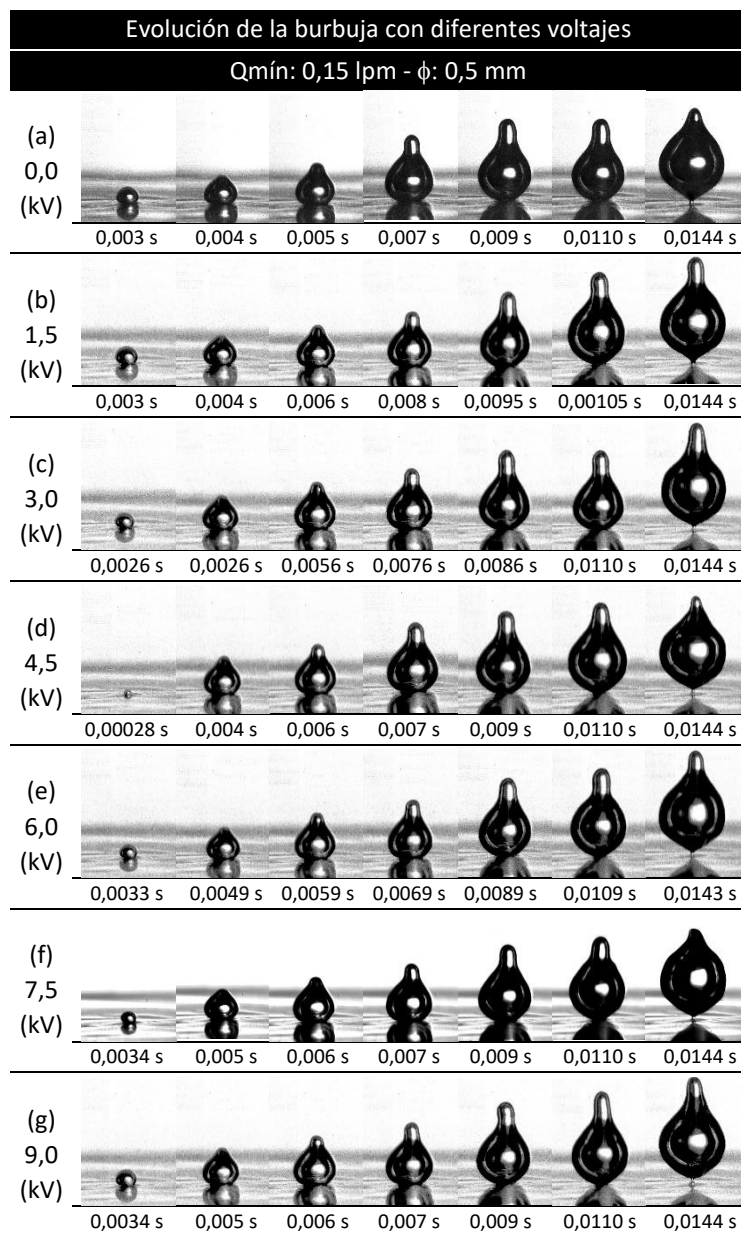 Evolución de la burbuja con diferentes voltajes
Qmín: 0,15 lpm - ϕ: 0,5 mm
(a)
0,0
(kV)
0,003 s 0,004 s 0,005 s 0,007 s 0,009 s 0,0110 s 0,0144 s
(b)
1,5
(kV)
0,003 s 0,004 s 0,006 s 0,008 s 0,0095 s 0,00105 s 0,0144 s
(c)
3,0
(kV)
0,0026 s 0,0026 s 0,0056 s 0,0076 s 0,0086 s 0,0110 s 0,0144 s
(d)
4,5
(kV)
0,00028 s 0,004 s 0,006 s 0,007 s 0,009 s 0,0110 s 0,0144 s
(e)
6,0
(kV)
0,0033 s 0,0049 s 0,0059 s 0,0069 s 0,0089 s 0,0109 s 0,0143 s
(f)
7,5
(kV)
0,0034 s 0,005 s 0,006 s 0,007 s 0,009 s 0,0110 s 0,0144 s
(g)
9,0
(kV)
0,0034 s 0,005 s 0,006 s 0,007 s 0,009 s 0,0110 s 0,0144 s